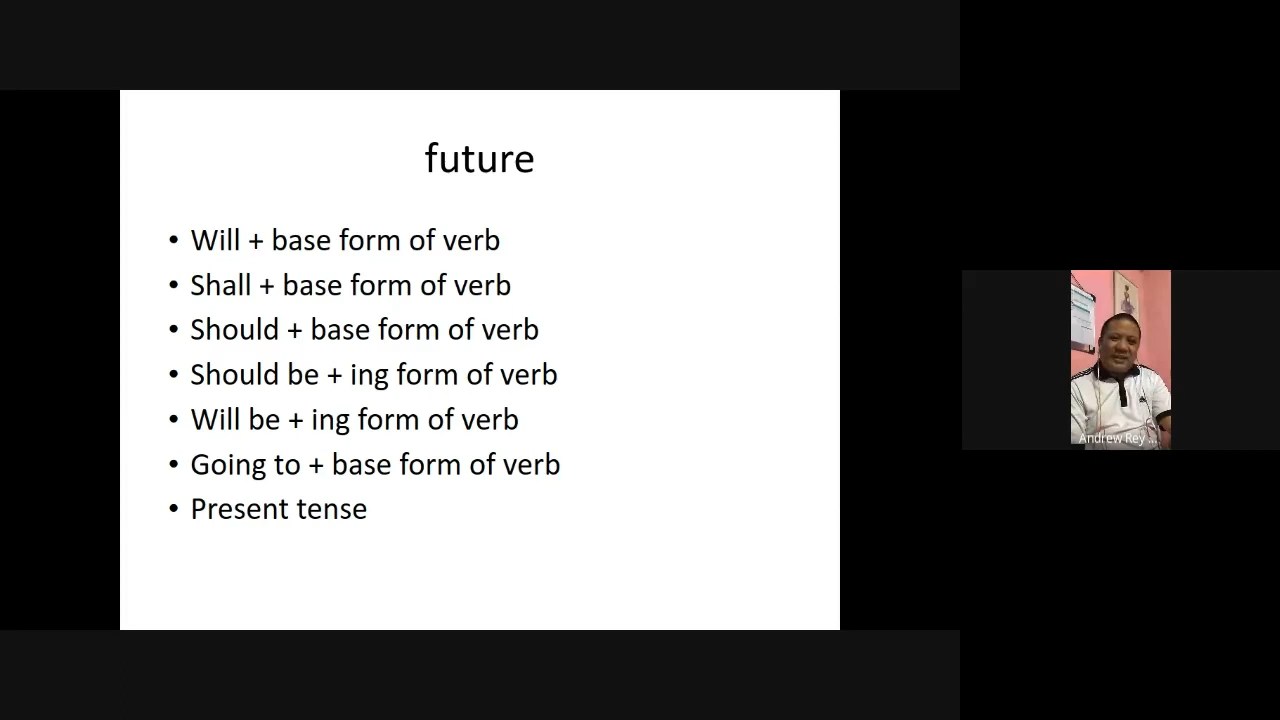 future
• Will + base form of verb
• Shall + base form of verb
• Should + base form of verb
• Should be + ing form of verb
• Will be + ing form of verb
• Going to + base form of verb
• Present tense
Andrew Rey ...